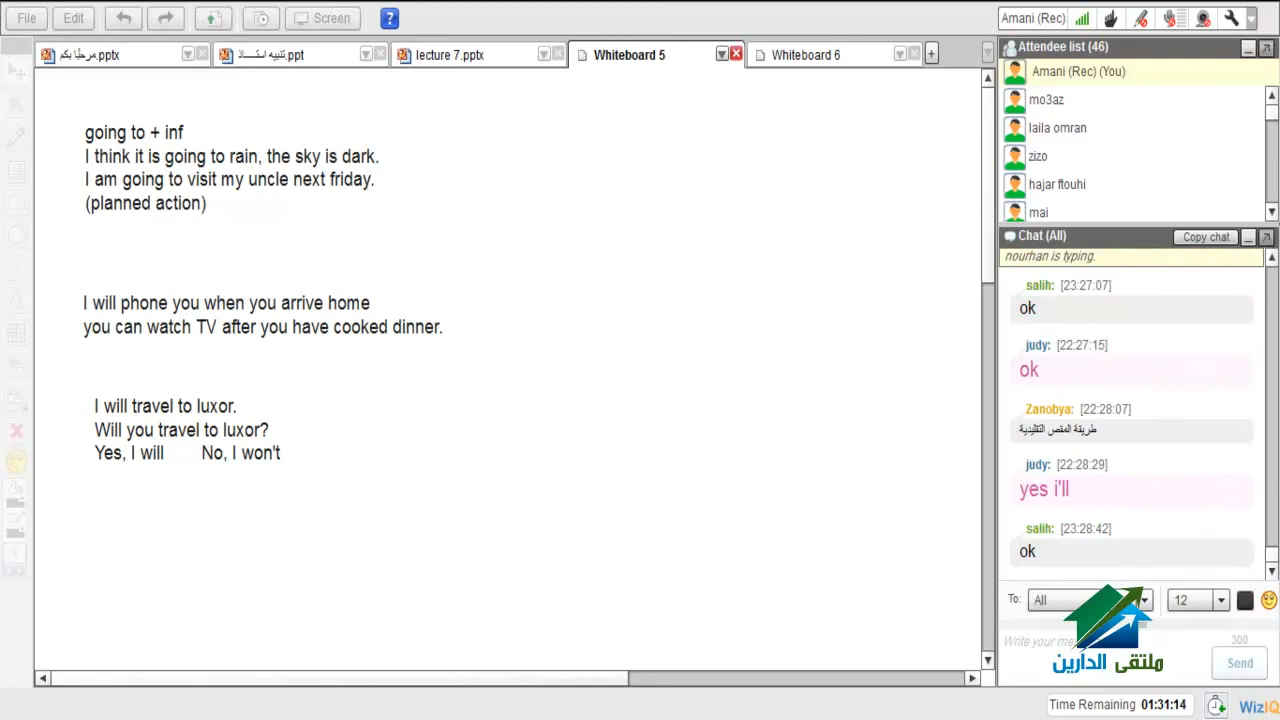 File Edit Screen ? Amani (Rec)
مرحبًا بكم.pptx تنبيه استـــاذ.ppt lecture 7.pptx Whiteboard 5 Whiteboard 6 +
going to + inf
I think it is going to rain, the sky is dark.
I am going to visit my uncle next friday.
(planned action)
I will phone you when you arrive home
you can watch TV after you have cooked dinner.
I will travel to luxor.
Will you travel to luxor?
Yes, I will No, I won't
Attendee list (46)
Amani (Rec) (You)
mo3az
laila omran
zizo
hajar ftouhi
mai
Chat (All) Copy chat
nourhan is typing.
salih: [23:27:07]
ok
judy: [22:27:15]
ok
Zanobya: [22:28:07]
طريقة المقص التقليدية
judy: [22:28:29]
yes i'll
salih: [23:28:42]
ok
To: All 12
Write your me
300
Send
ملتقى الدارين
Time Remaining 01:31:14
WizIQ